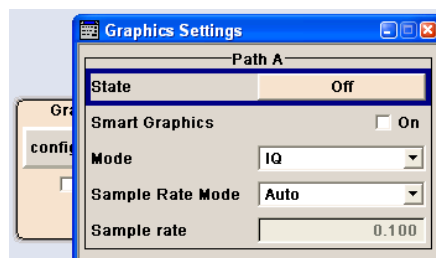 Graphics Settings
Path A
State Off
Smart Graphics On
Mode IQ
Sample Rate Mode Auto
Sample rate 0.100